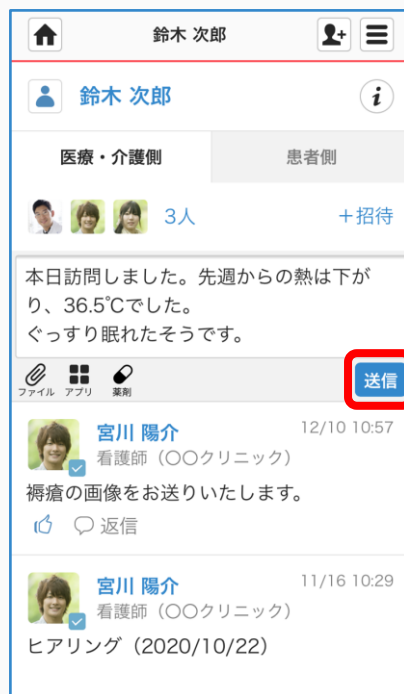 鈴木 次郎
鈴木 次郎
i
医療・介護側
患者側
3人
＋招待
本日訪問しました。先週からの熱は下が
り、36.5℃でした。
ぐっすり眠れたそうです。
ファイル アプリ 薬剤
送信
宮川 陽介 12/10 10:57
看護師（〇〇クリニック）
褥瘡の画像をお送りいたします。
返信
宮川 陽介 11/16 10:29
看護師（〇〇クリニック）
ヒアリング（2020/10/22）